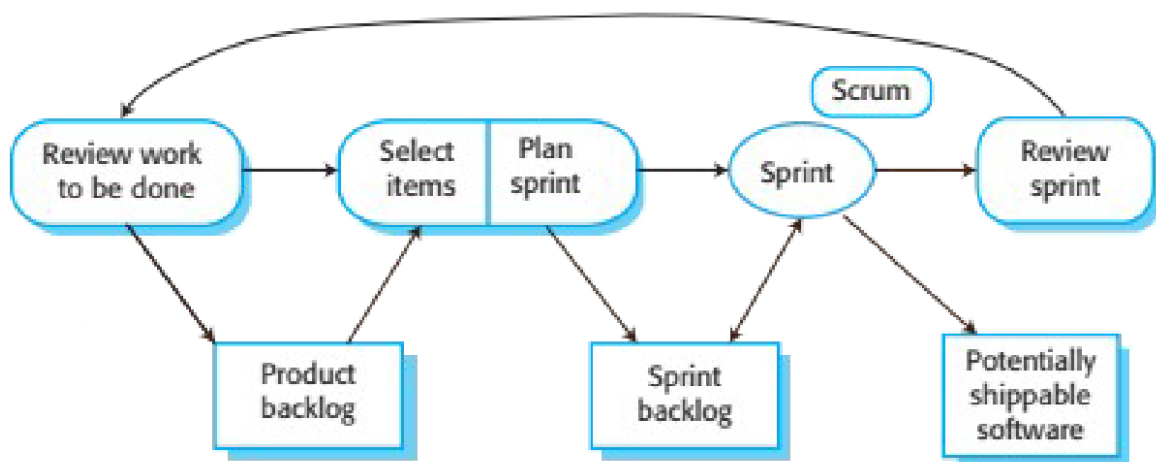 Scrum
Review work
to be done
Select
items
Plan
sprint
Sprint
Review
sprint
Product
backlog
Sprint
backlog
Potentially
shippable
software